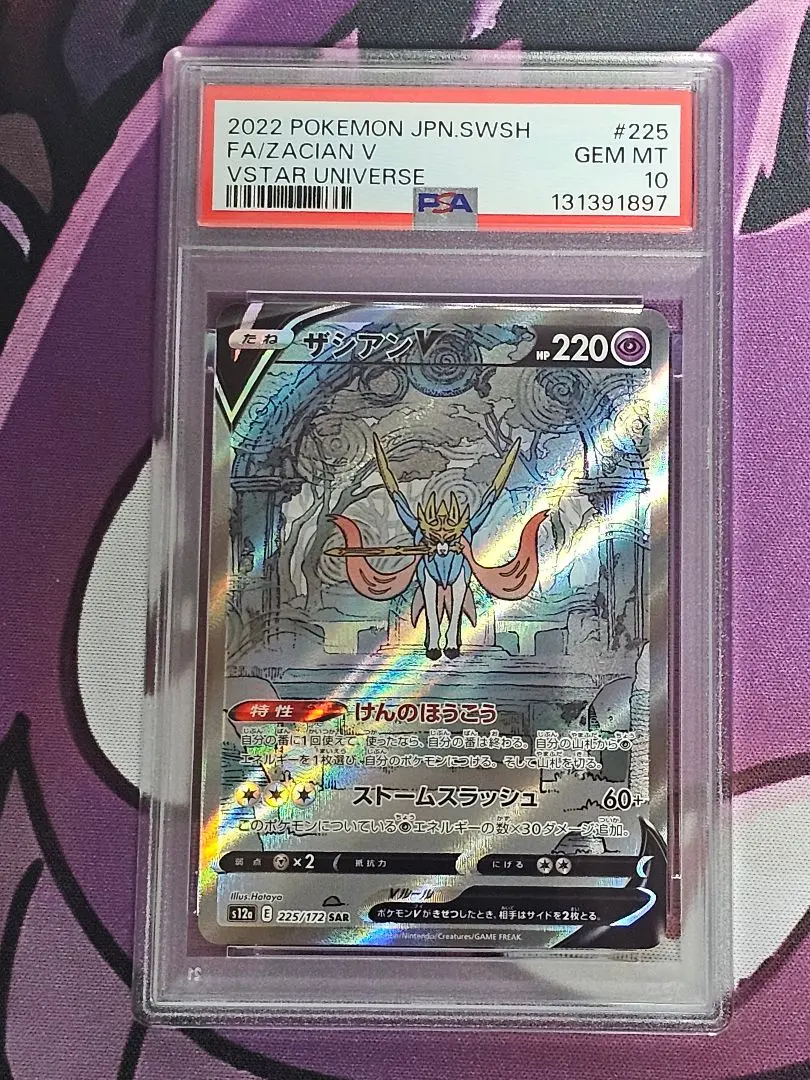 2022 POKEMON JPN.SWSH #225
FA/ZACIAN V GEM MT
VSTAR UNIVERSE 10
PSA 131391897
たね ザシアンV HP 220
特性 けんのほうこう
自分の番に1回使えて、使ったなら、自分の番は終わる。自分の山札から
エネルギーを1枚選び、自分のポケモンにつける。そして山札を切る。
ストームスラッシュ 60+
このポケモンについているエネルギーの数×30ダメージ追加。
弱点 ×2 抵抗力 にげる
Illus.Hataya
Vルール
s12a E 225/172 SAR
ポケモンVがきぜつしたとき、相手はサイドを2枚とる。
Nintendo/Creatures/GAME FREAK